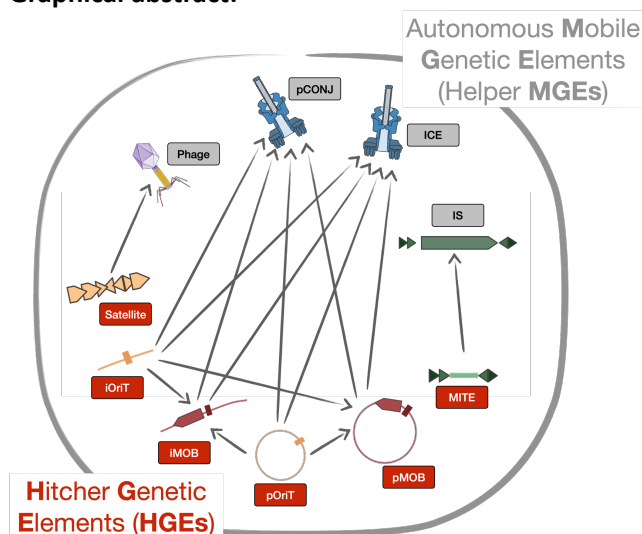 Graphical abstract:
Autonomous Mobile
Genetic Elements
(Helper MGEs)
pCONJ
ICE
Phage
IS
Satellite
iOriT
MITE
iMOB
pMOB
pOriT
Hitcher Genetic
Elements (HGEs)